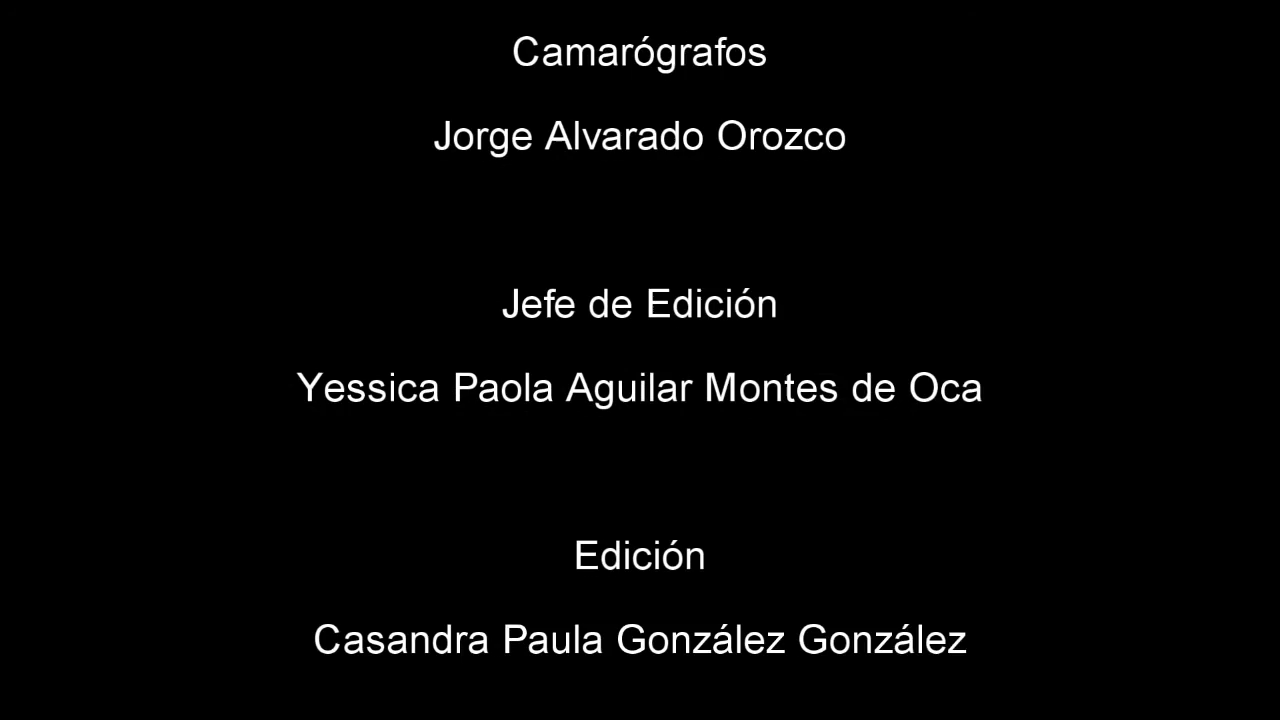 Camarógrafos
Jorge Alvarado Orozco
Jefe de Edición
Yessica Paola Aguilar Montes de Oca
Edición
Casandra Paula González González